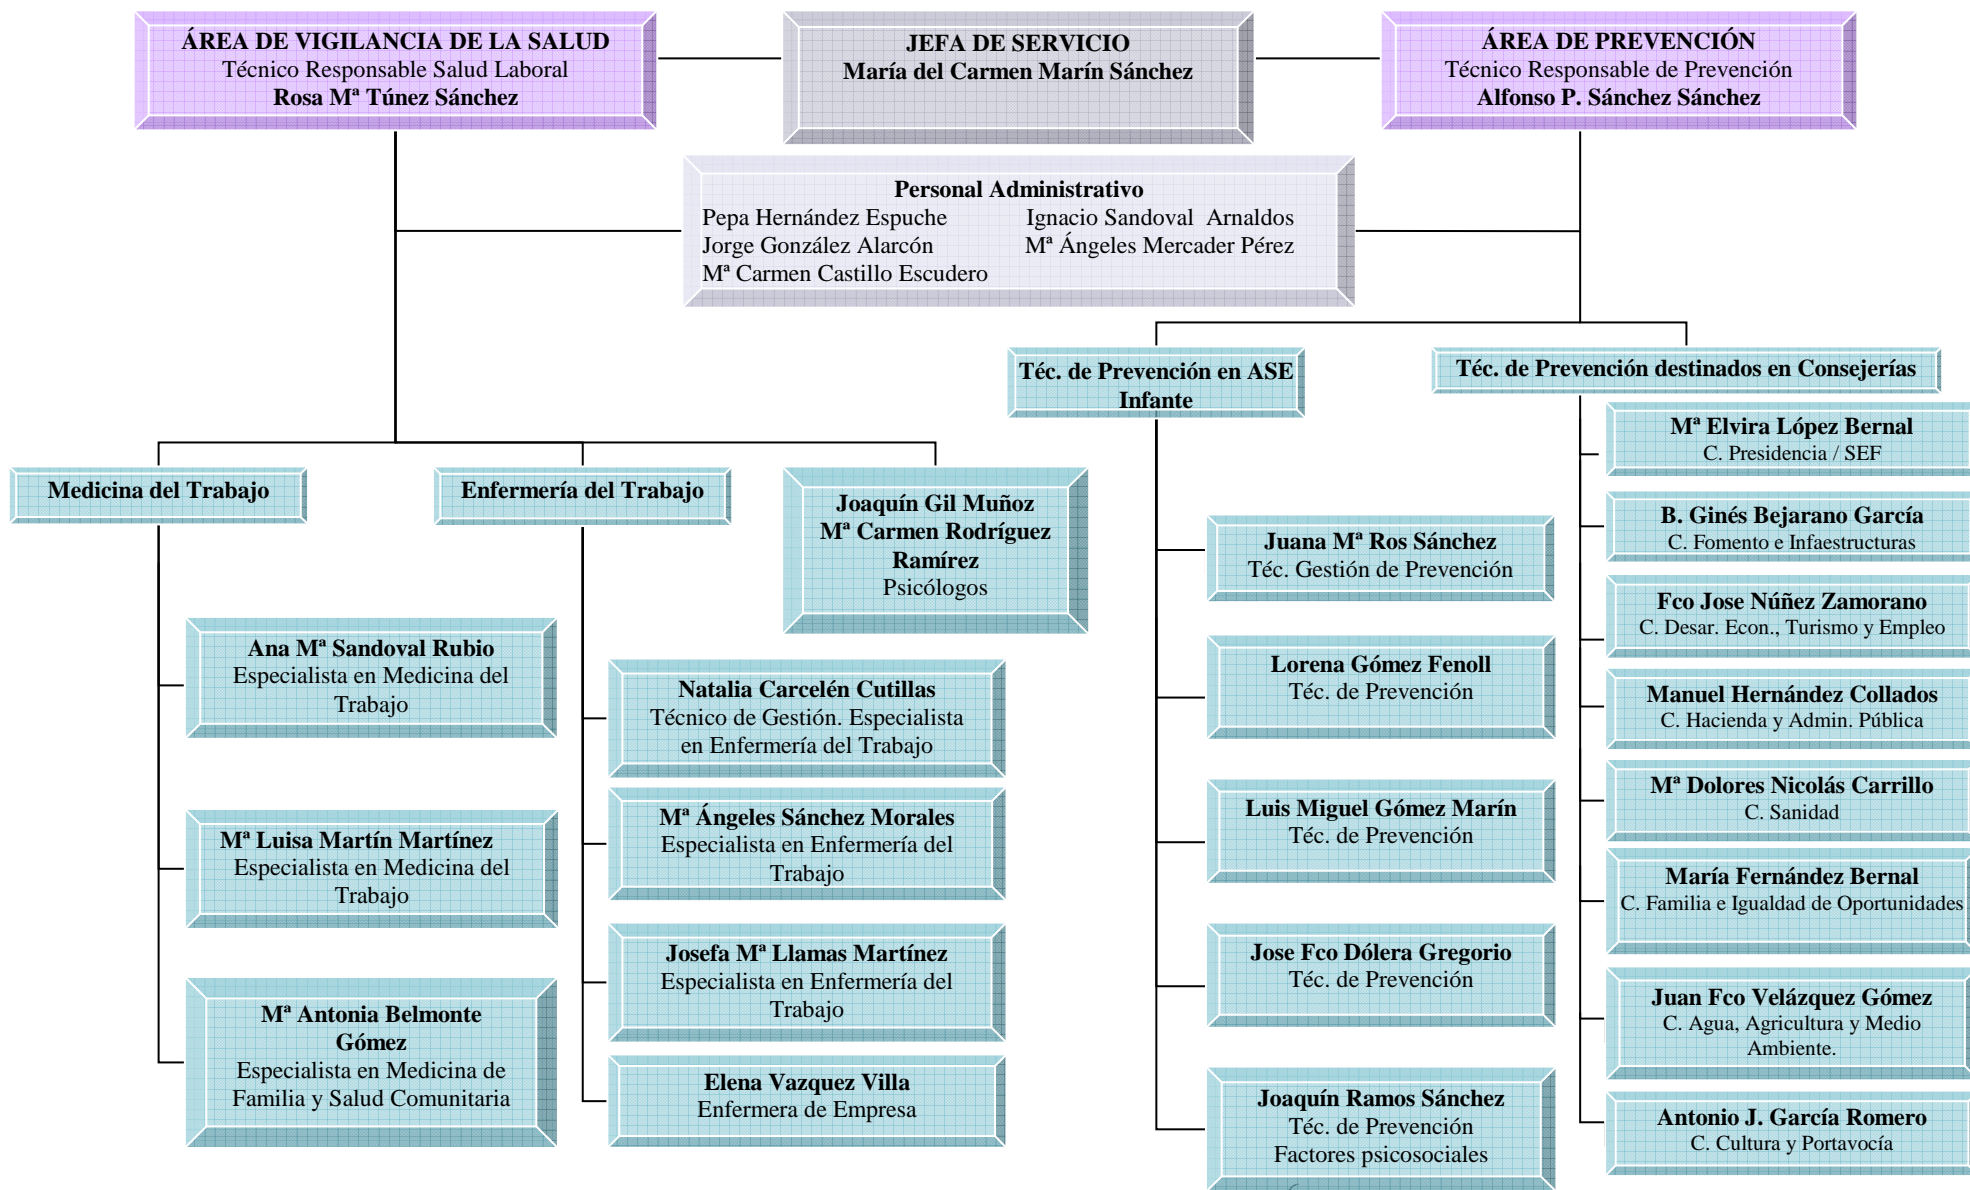 ÁREA DE VIGILANCIA DE LA SALUD
Técnico Responsable Salud Laboral
Rosa Mª Túnez Sánchez
JEFA DE SERVICIO
María del Carmen Marín Sánchez
ÁREA DE PREVENCIÓN
Técnico Responsable de Prevención
Alfonso P. Sánchez Sánchez
Personal Administrativo
Pepa Hernández Espuche Ignacio Sandoval Arnaldos
Jorge González Alarcón Mª Ángeles Mercader Pérez
Mª Carmen Castillo Escudero
Medicina del Trabajo
Ana Mª Sandoval Rubio
Especialista en Medicina del
Trabajo
Mª Luisa Martín Martínez
Especialista en Medicina del
Trabajo
Mª Antonia Belmonte
Gómez
Especialista en Medicina de
Familia y Salud Comunitaria
Enfermería del Trabajo
Natalia Carcelén Cutillas
Técnico de Gestión. Especialista
en Enfermería del Trabajo
Mª Ángeles Sánchez Morales
Especialista en Enfermería del
Trabajo
Josefa Mª Llamas Martínez
Especialista en Enfermería del
Trabajo
Elena Vazquez Villa
Enfermera de Empresa
Joaquín Gil Muñoz
Mª Carmen Rodríguez
Ramírez
Psicólogos
Téc. de Prevención en ASE
Infante
Juana Mª Ros Sánchez
Téc. Gestión de Prevención
Lorena Gómez Fenoll
Téc. de Prevención
Luis Miguel Gómez Marín
Téc. de Prevención
Jose Fco Dólera Gregorio
Téc. de Prevención
Joaquín Ramos Sánchez
Téc. de Prevención
Factores psicosociales
Téc. de Prevención destinados en Consejerías
Mª Elvira López Bernal
C. Presidencia / SEF
B. Ginés Bejarano García
C. Fomento e Infaestructuras
Fco Jose Núñez Zamorano
C. Desar. Econ., Turismo y Empleo
Manuel Hernández Collados
C. Hacienda y Admin. Pública
Mª Dolores Nicolás Carrillo
C. Sanidad
María Fernández Bernal
C. Familia e Igualdad de Oportunidades
Juan Fco Velázquez Gómez
C. Agua, Agricultura y Medio
Ambiente.
Antonio J. García Romero
C. Cultura y Portavocía